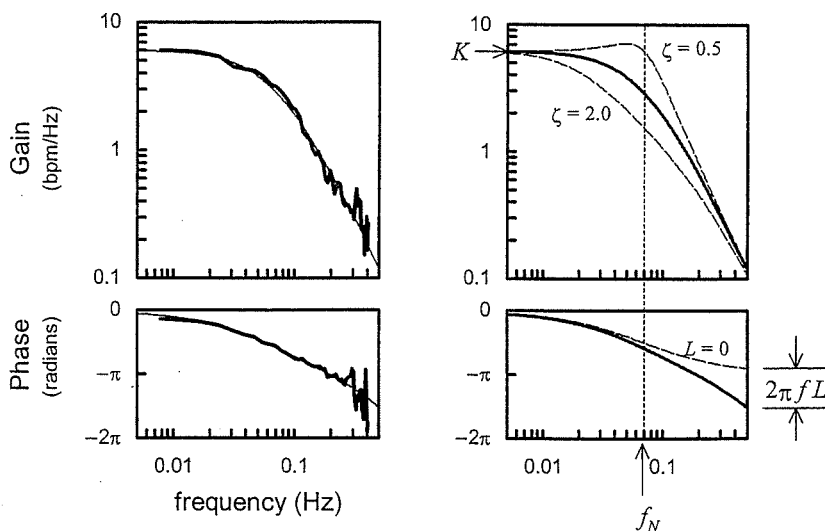 10
1
0.1
Gain
(bpm/Hz)
10
1
0.1
K
ζ = 0.5
ζ = 2.0
0
−π
−2π
Phase
(radians)
0
−π
−2π
L = 0
2π f L
0.01
0.1
frequency (Hz)
0.01
0.1
f_N